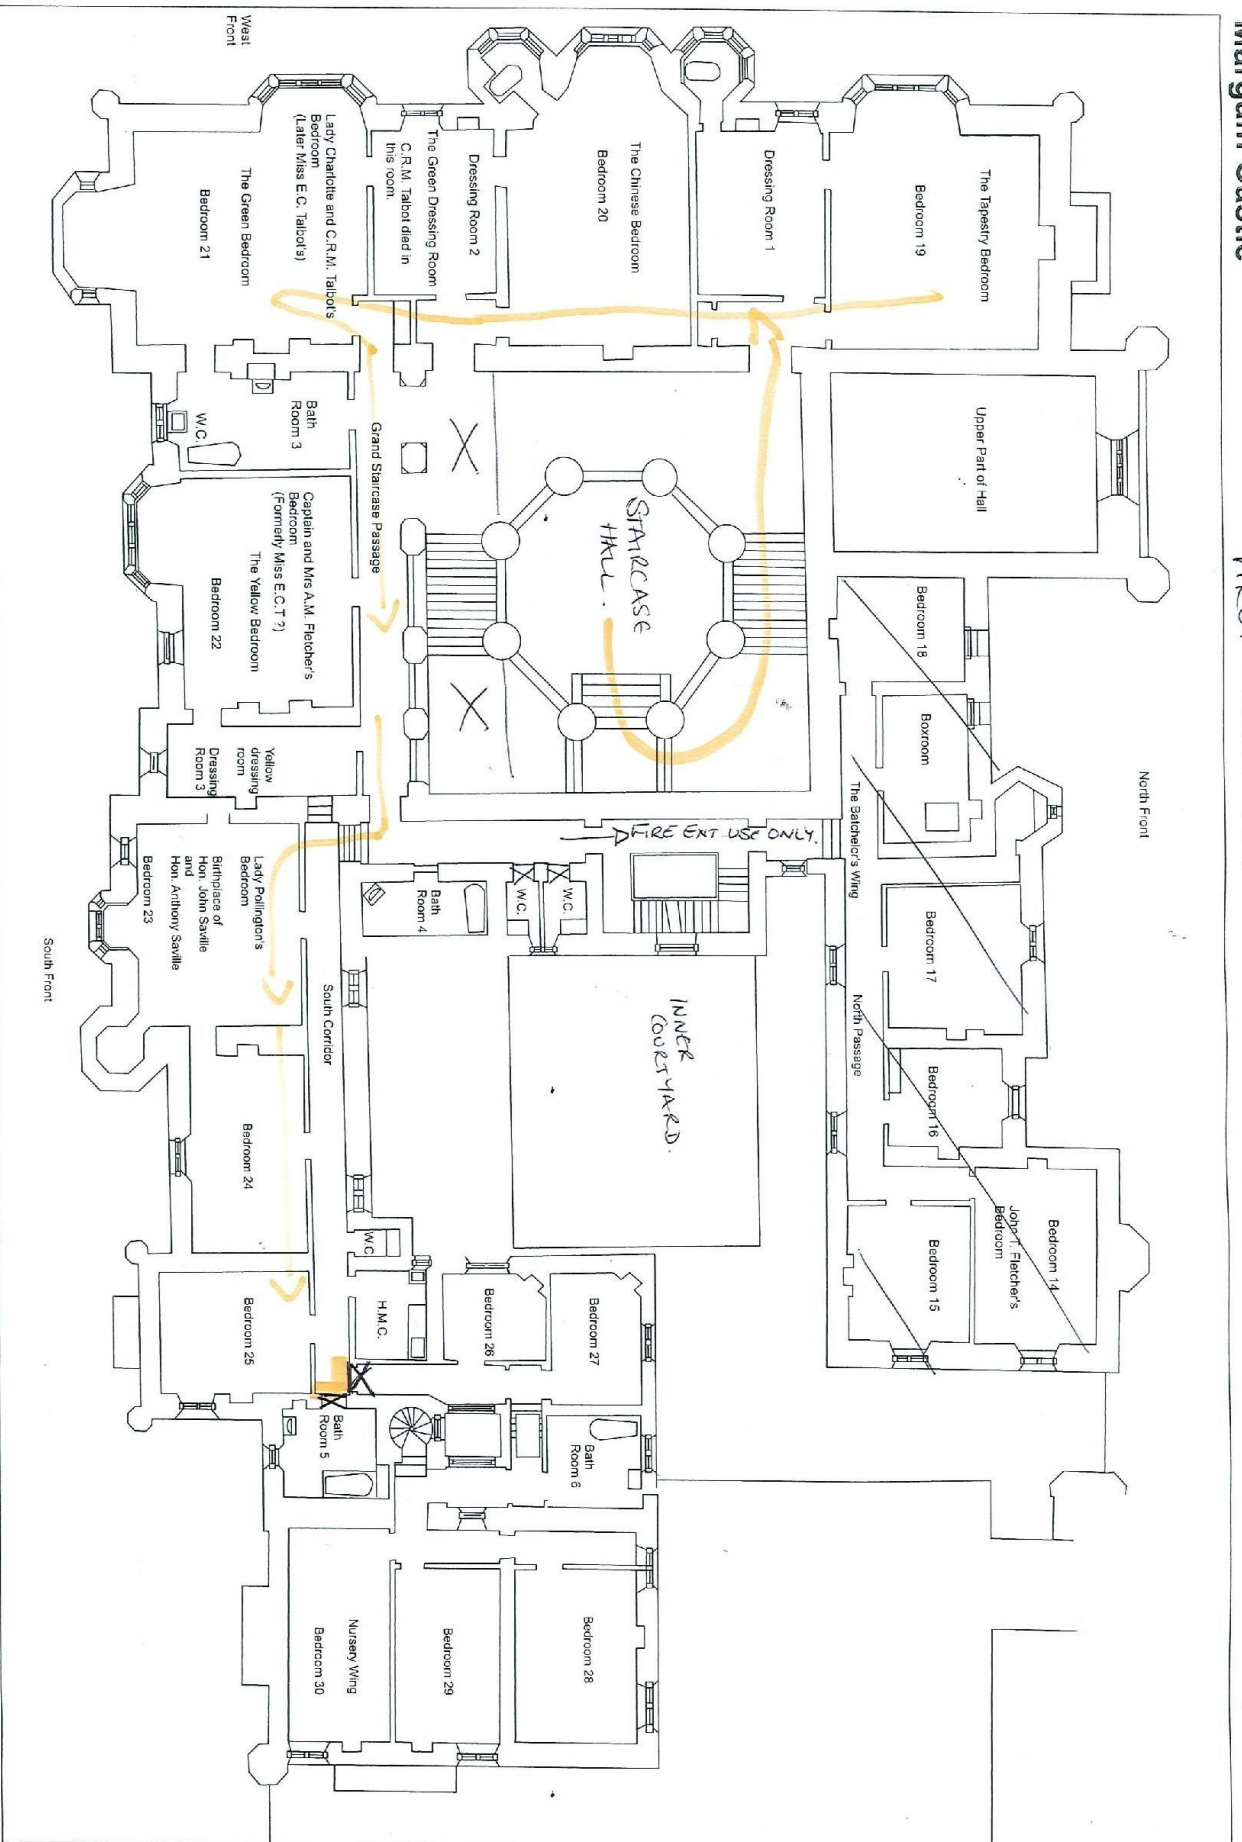 Margam Castle
West
Front
North Front
South Front
The Tapestry Bedroom
Bedroom 19
Dressing Room 1
The Chinese Bedroom
Bedroom 20
Dressing Room 2
The Green Dressing Room
C.R.M. Talbot died in
this room.
Lady Charlotte and C.R.M. Talbot's
Bedroom
(Later Miss E.C. Talbot's)
The Green Bedroom
Bedroom 21
Upper Part of Hall
STAIRCASE
HALL.
Grand Staircase Passage
Bath
Room 3
W.C.
Captain and Mrs A.M. Fletcher's
Bedroom
(Formerly Miss E.C.T ?)
The Yellow Bedroom
Bedroom 22
Yellow
dressing
room
Dressing
Room 3
Bedroom 18
Boxroom
The Batchelor's Wing
FIRE EXT USE ONLY.
W.C.
W.C.
Bath
Room 4
Lady Pollington's
Bedroom
Birthplace of
Hon. John Saville
and
Hon. Anthony Saville
Bedroom 23
South Corridor
Bedroom 17
North Passage
INNER
COURTYARD.
Bedroom 16
Bedroom 24
Bedroom 14
John T. Fletcher's
Bedroom
Bedroom 15
W.C.
H.M.C.
Bedroom 26
Bedroom 27
Bedroom 25
Bath
Room 5
Bath
Room 6
Bedroom 28
Bedroom 29
Nursery Wing
Bedroom 30